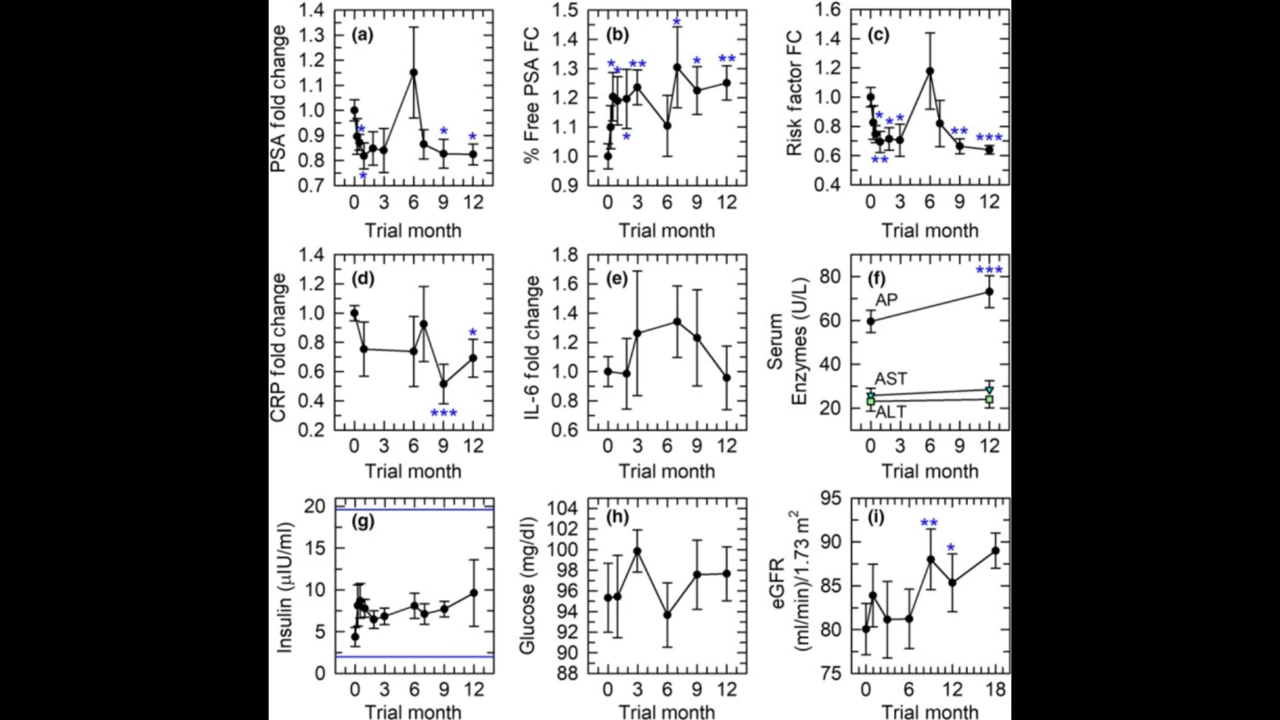 (a)
PSA fold change
1.4
1.3
1.2
1.1
1.0
0.9
0.8
0.7
*
*
*
*
0 3 6 9 12
Trial month
(b)
% Free PSA FC
1.5
1.4
1.3
1.2
1.1
1.0
0.9
*
*
*
**
*
*
**
0 3 6 9 12
Trial month
(c)
Risk factor FC
1.6
1.4
1.2
1.0
0.8
0.6
0.4
*
**
*
*
**
***
0 3 6 9 12
Trial month
(d)
CRP fold change
1.4
1.2
1.0
0.8
0.6
0.4
0.2
***
*
0 3 6 9 12
Trial month
(e)
IL-6 fold change
1.8
1.6
1.4
1.2
1.0
0.8
0.6
0 3 6 9 12
Trial month
(f)
Serum
Enzymes (U/L)
80
60
40
20
***
AP
AST
ALT
0 3 6 9 12
Trial month
(g)
Insulin (µIU/ml)
20
15
10
5
0
0 3 6 9 12
Trial month
(h)
Glucose (mg/dl)
104
102
100
98
96
94
92
90
88
0 3 6 9 12
Trial month
(i)
eGFR
(ml/min)/1.73 m²
95
90
85
80
75
**
*
0 6 12 18
Trial month